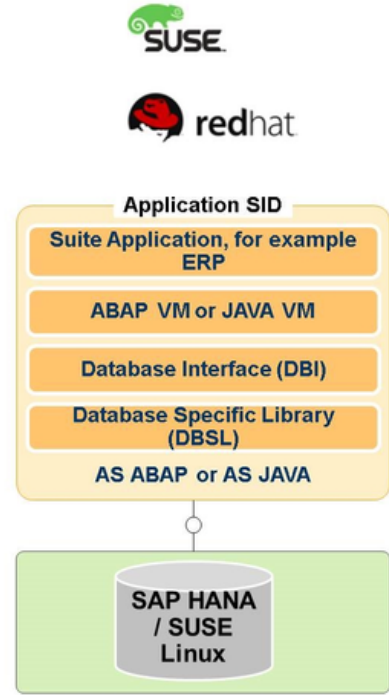 SUSE
redhat
Application SID
Suite Application, for example
ERP
ABAP VM or JAVA VM
Database Interface (DBI)
Database Specific Library
(DBSL)
AS ABAP or AS JAVA
SAP HANA
/ SUSE
Linux